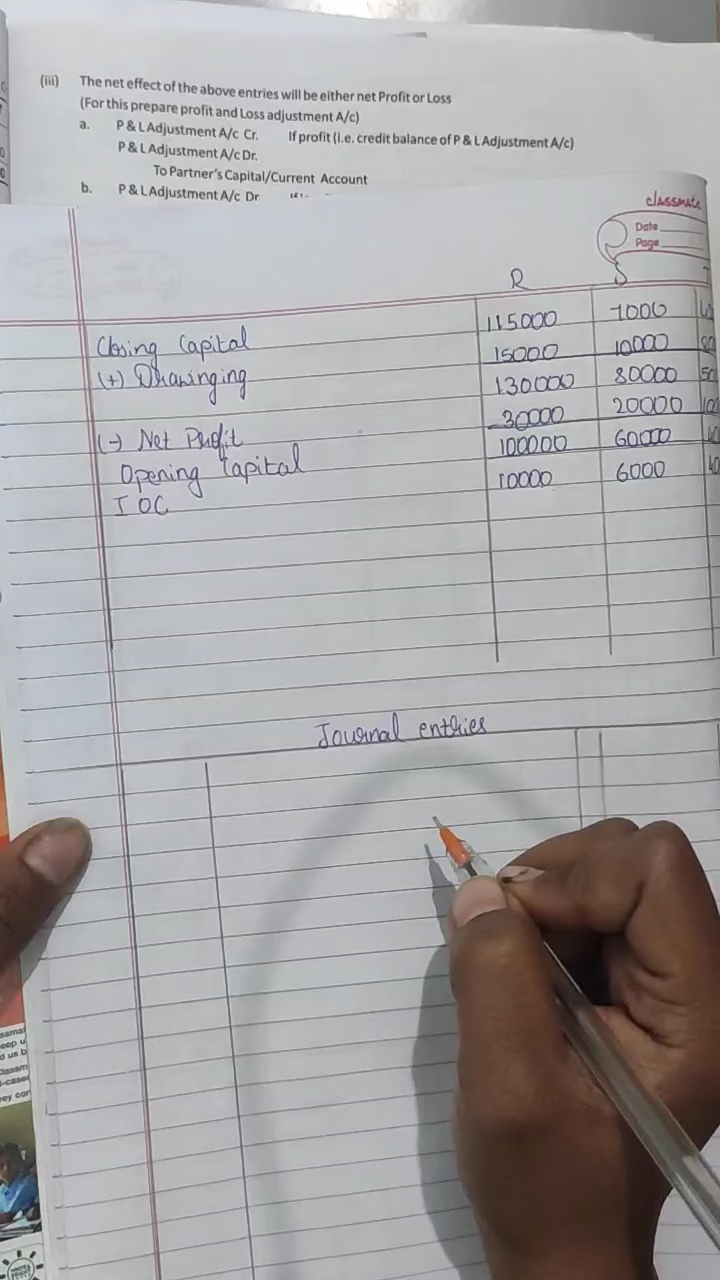 (iii) The net effect of the above entries will be either net Profit or Loss
(For this prepare profit and Loss adjustment A/c)
a. P & L Adjustment A/c Cr. If profit (i.e. credit balance of P & L Adjustment A/c)
P & L Adjustment A/c Dr.
To Partner's Capital/Current Account
b. P & L Adjustment A/c Dr
classmate
Date
Page
R S
Closing Capital 115000 7000
(+) Drawinging 15000 10000
130000 80000
(-) Net Profit 30000 20000
Opening Capital 100000 60000
IOC 10000 6000
Journal entries